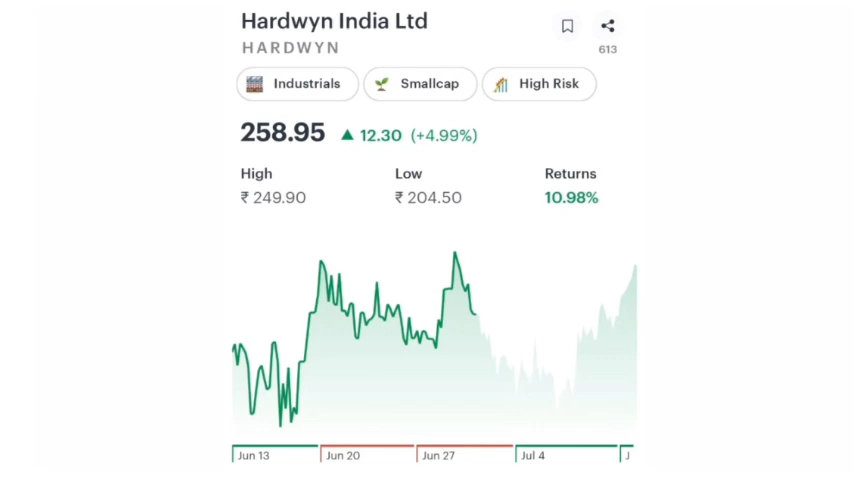 Hardwyn India Ltd
HARDWYN
613
Industrials
Smallcap
High Risk
258.95 ▲ 12.30 (+4.99%)
High Low Returns
₹ 249.90 ₹ 204.50 10.98%
Jun 13 Jun 20 Jun 27 Jul 4 J